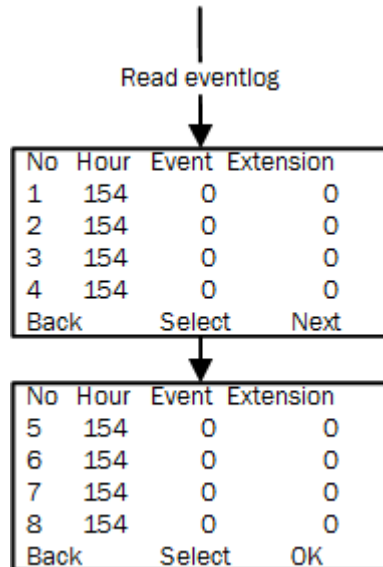 Read eventlog
No Hour Event Extension
1 154 0 0
2 154 0 0
3 154 0 0
4 154 0 0
Back Select Next
No Hour Event Extension
5 154 0 0
6 154 0 0
7 154 0 0
8 154 0 0
Back Select OK